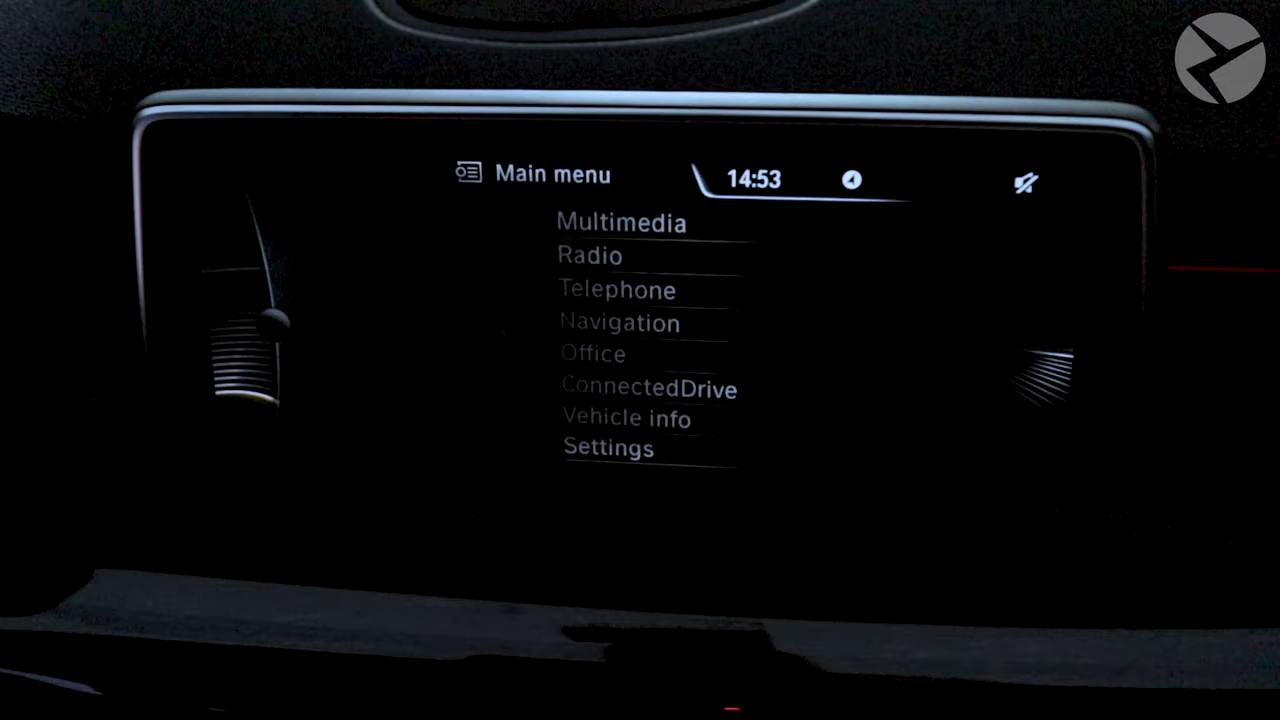 Main menu
14:53
Multimedia
Radio
Telephone
Navigation
Office
ConnectedDrive
Vehicle info
Settings